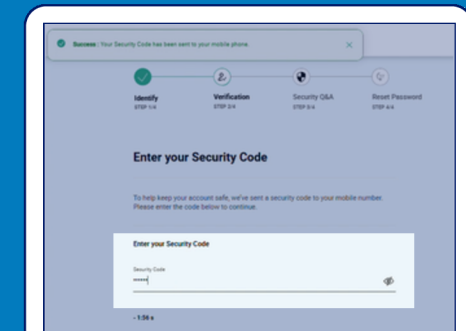 Success : Your Security Code has been sent to your mobile phone.
Identify
STEP 1/4
Verification
STEP 2/4
Security Q&A
STEP 3/4
Reset Password
STEP 4/4
Enter your Security Code
To help keep your account safe, we've sent a security code to your mobile number.
Please enter the code below to continue.
Enter your Security Code
Security Code
- 1:56 s